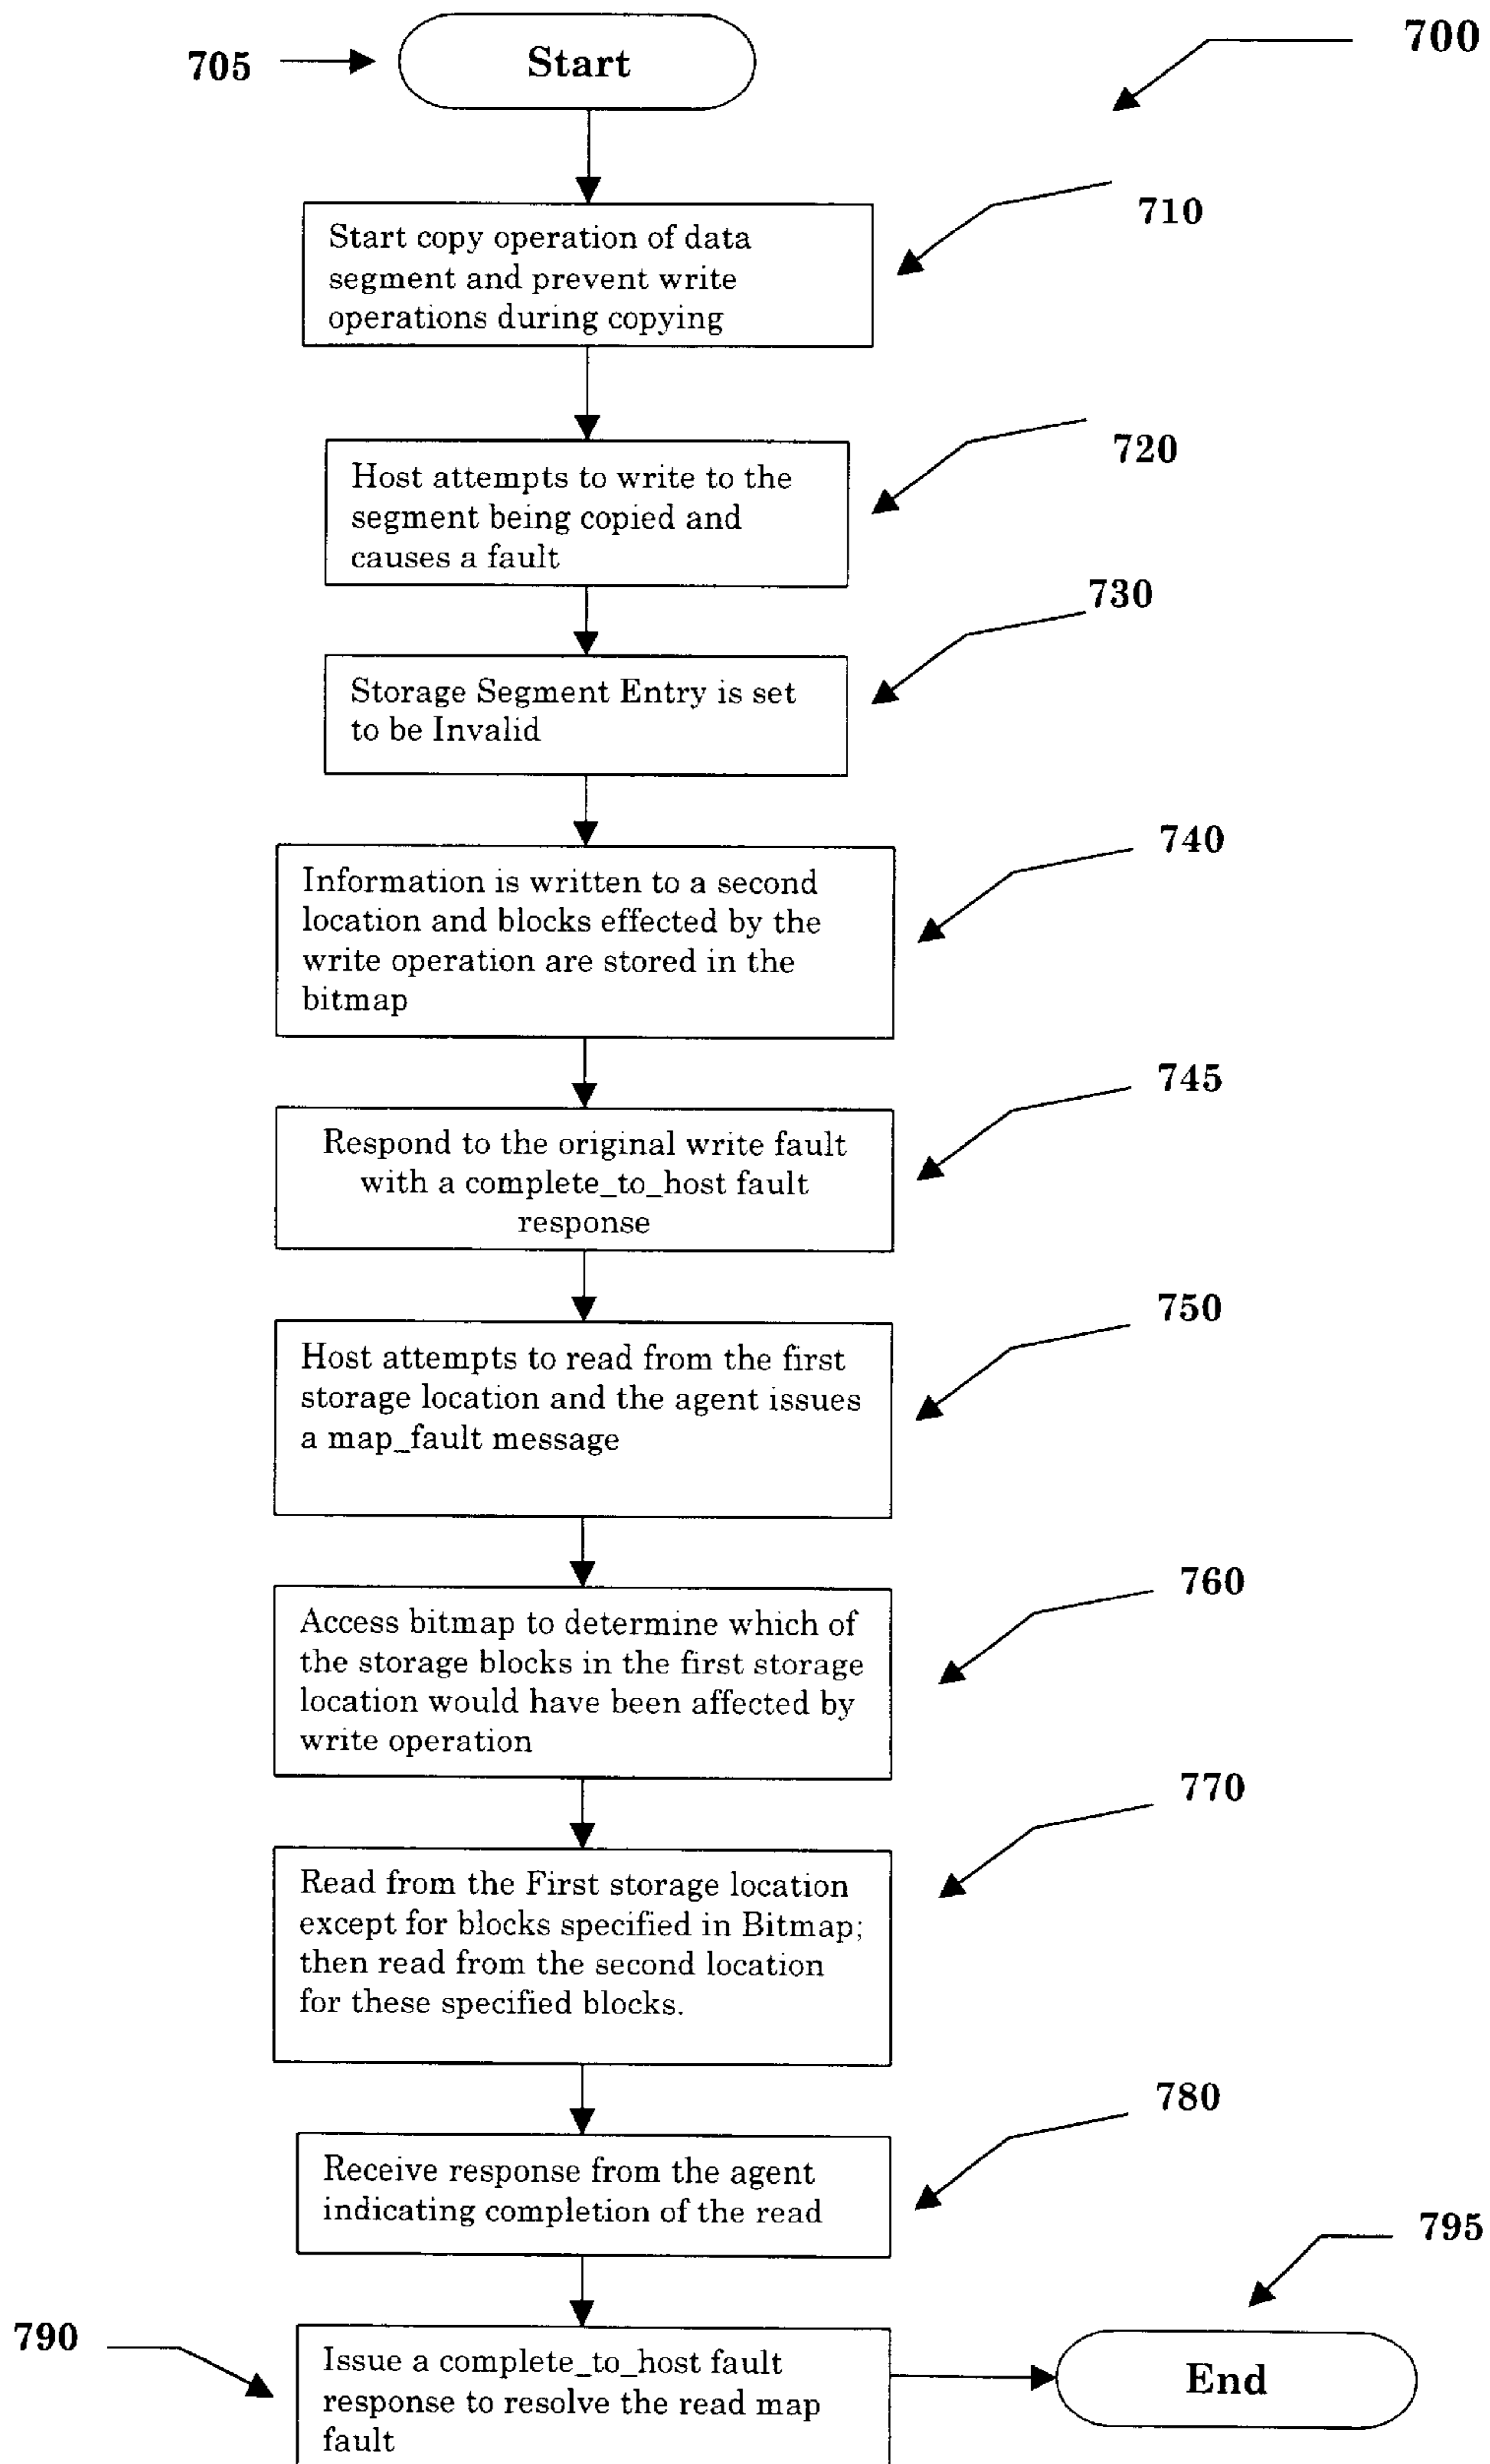 700
705
Start
710
Start copy operation of data
segment and prevent write
operations during copying
720
Host attempts to write to the
segment being copied and
causes a fault
730
Storage Segment Entry is set
to be Invalid
740
Information is written to a second
location and blocks effected by the
write operation are stored in the
bitmap
745
Respond to the original write fault
with a complete_to_host fault
response
750
Host attempts to read from the first
storage location and the agent issues
a map_fault message
760
Access bitmap to determine which of
the storage blocks in the first storage
location would have been affected by
write operation
770
Read from the First storage location
except for blocks specified in Bitmap;
then read from the second location
for these specified blocks.
780
Receive response from the agent
indicating completion of the read
795
790
Issue a complete_to_host fault
response to resolve the read map
fault
End